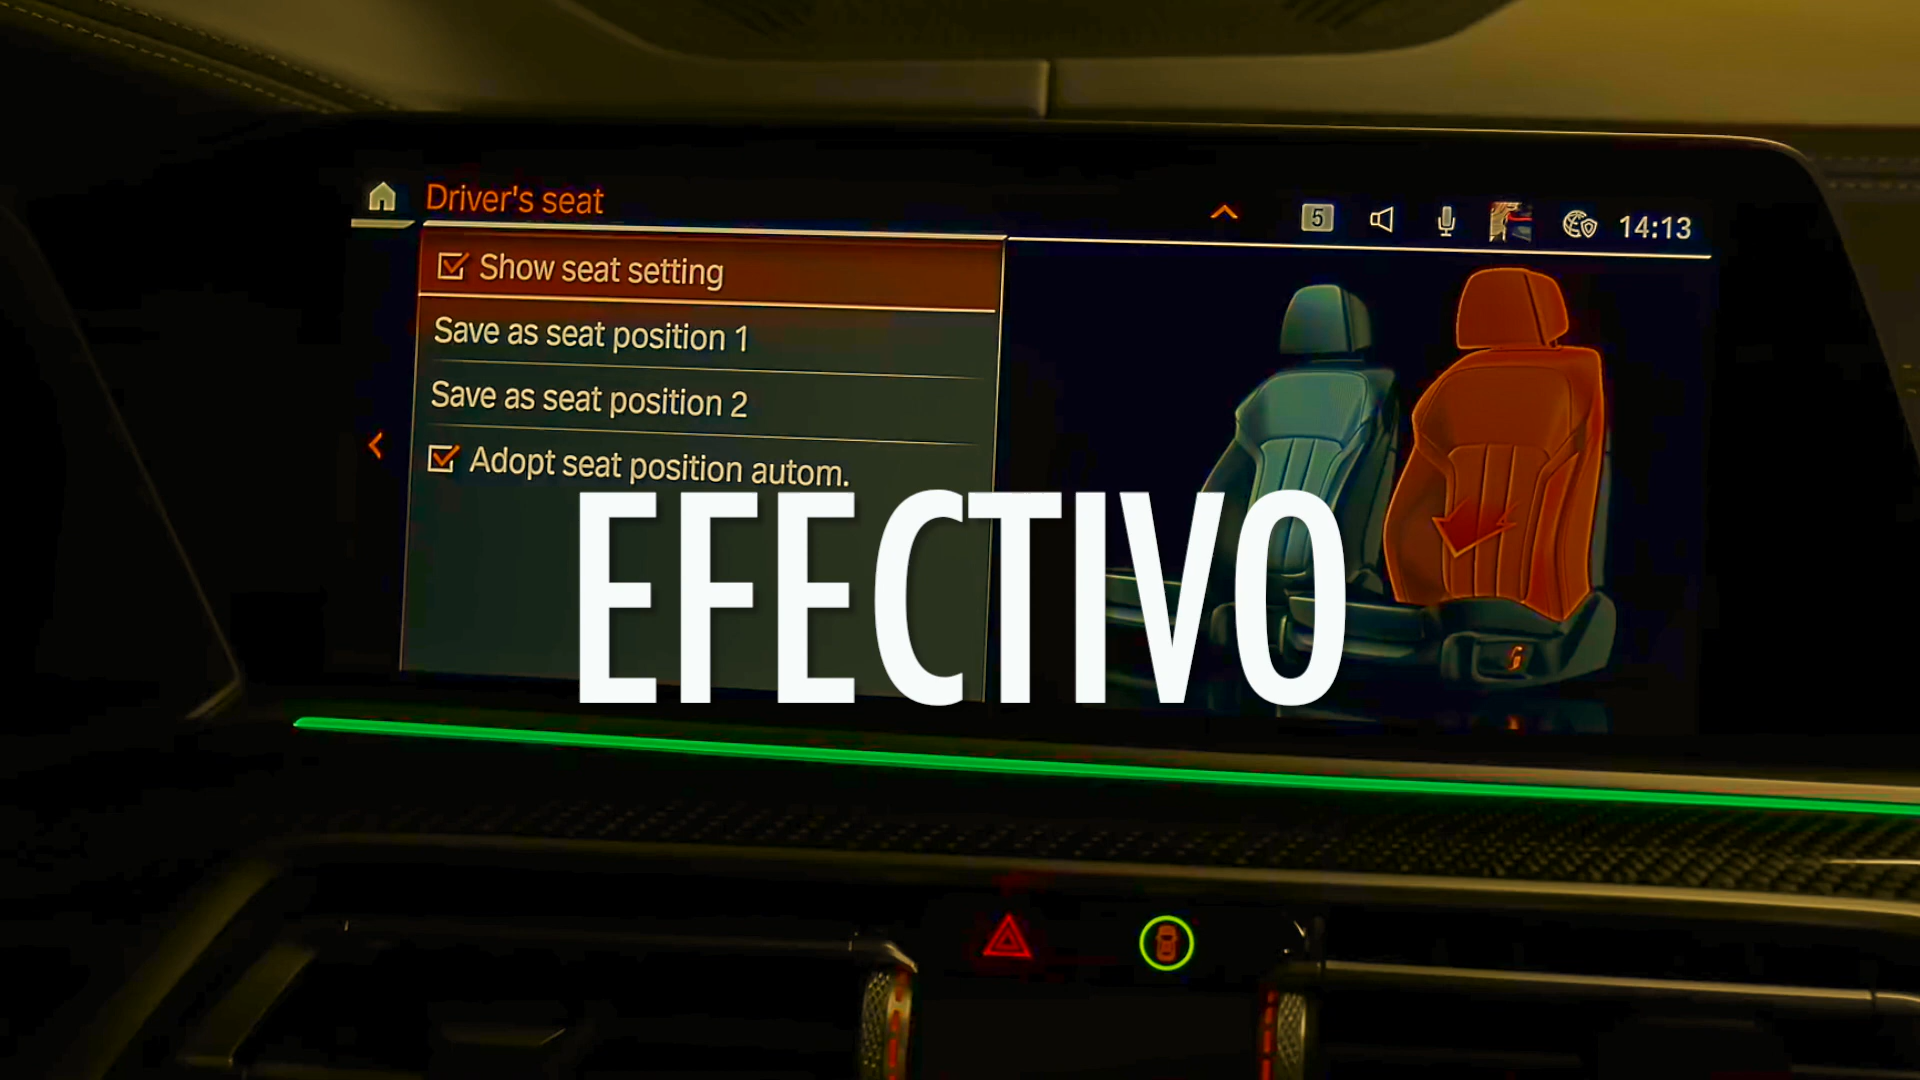 Driver's seat
5
14:13
Show seat setting
Save as seat position 1
Save as seat position 2
Adopt seat position autom.
EFECTIVO